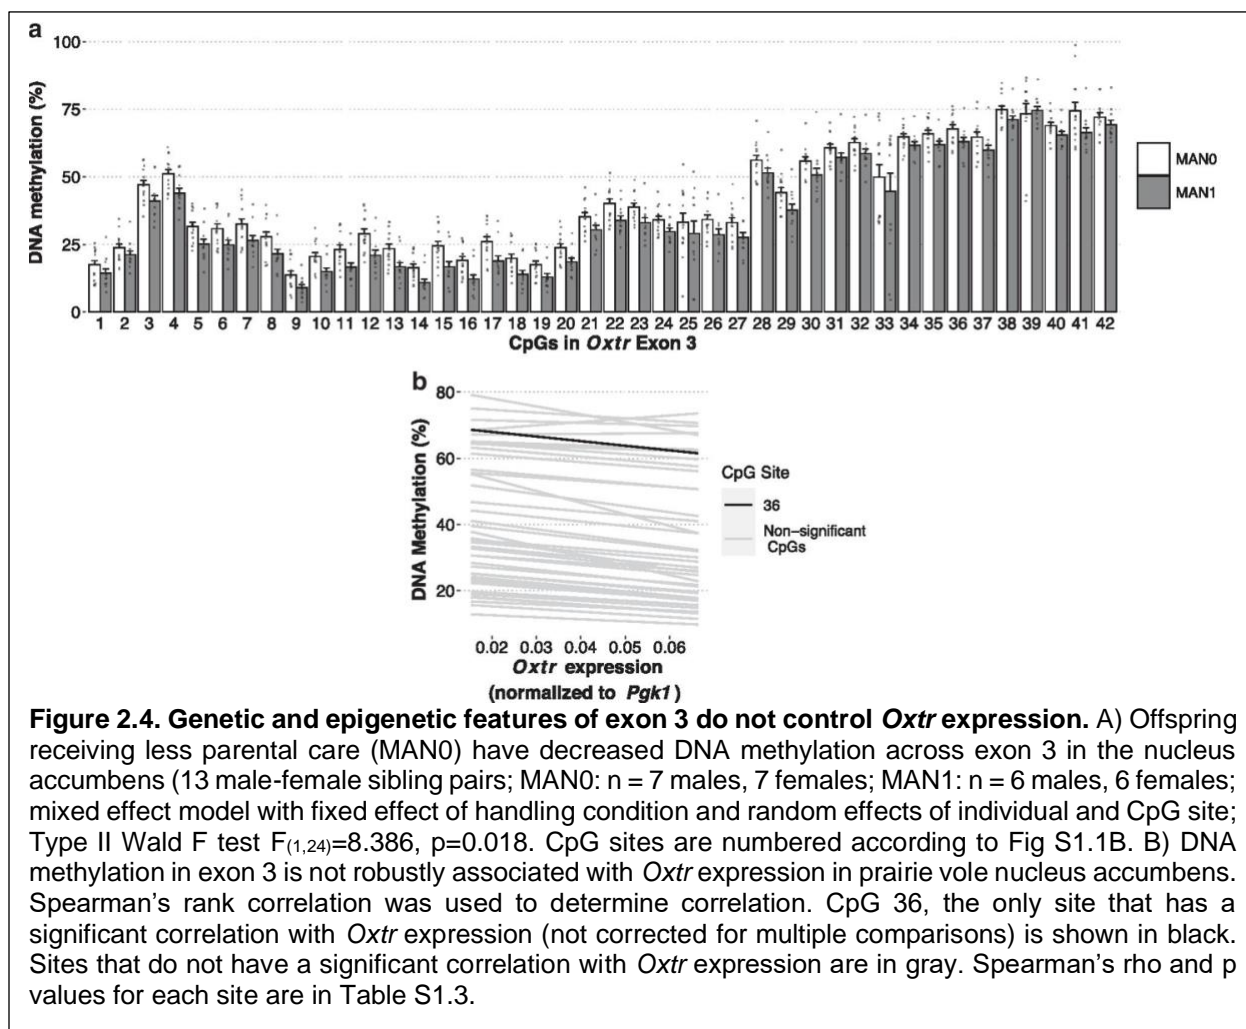 a
100
75
50
25
0
DNA methylation (%)
1 2 3 4 5 6 7 8 9 10 11 12 13 14 15 16 17 18 19 20 21 22 23 24 25 26 27 28 29 30 31 32 33 34 35 36 37 38 39 40 41 42
CpGs in Oxtr Exon 3
MAN0
MAN1
b
80
60
40
20
DNA Methylation (%)
0.02 0.03 0.04 0.05 0.06
Oxtr expression
(normalized to Pgk1)
CpG Site
36
Non–significant
CpGs
Figure 2.4. Genetic and epigenetic features of exon 3 do not control Oxtr expression. A) Offspring
receiving less parental care (MAN0) have decreased DNA methylation across exon 3 in the nucleus
accumbens (13 male-female sibling pairs; MAN0: n = 7 males, 7 females; MAN1: n = 6 males, 6 females;
mixed effect model with fixed effect of handling condition and random effects of individual and CpG site;
Type II Wald F test F(1,24)=8.386, p=0.018. CpG sites are numbered according to Fig S1.1B. B) DNA
methylation in exon 3 is not robustly associated with Oxtr expression in prairie vole nucleus accumbens.
Spearman's rank correlation was used to determine correlation. CpG 36, the only site that has a
significant correlation with Oxtr expression (not corrected for multiple comparisons) is shown in black.
Sites that do not have a significant correlation with Oxtr expression are in gray. Spearman's rho and p
values for each site are in Table S1.3.